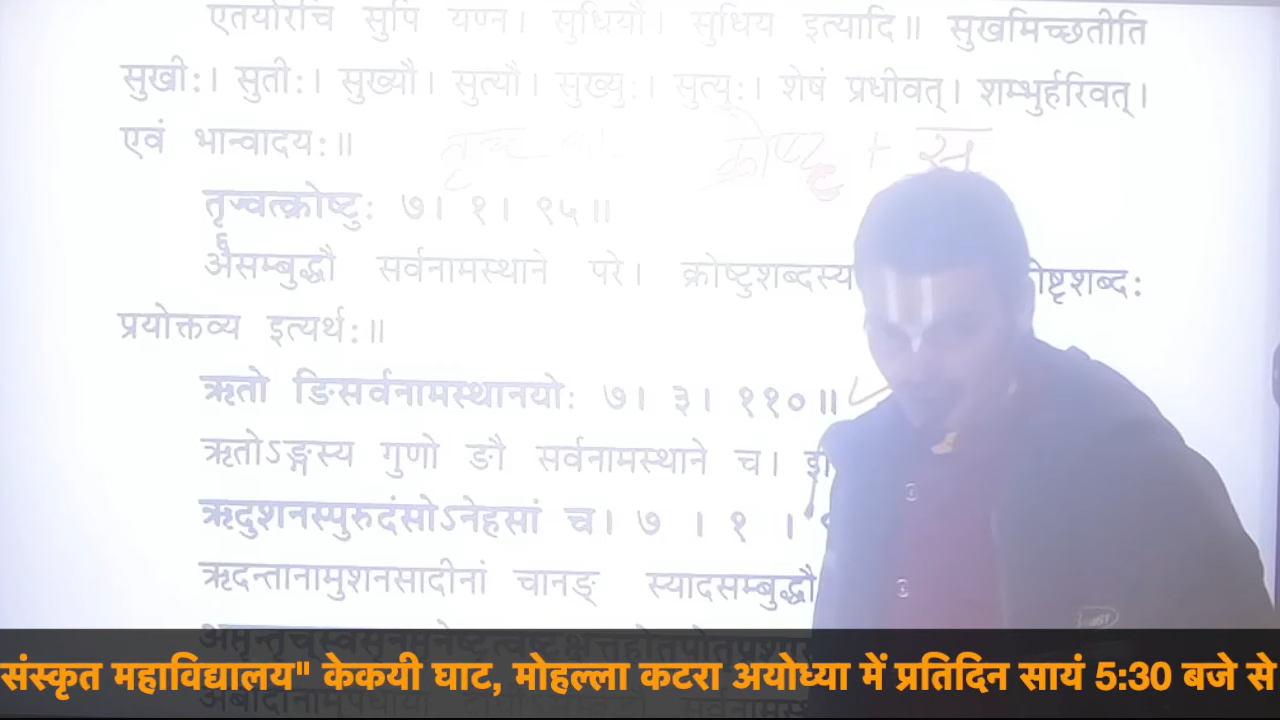 एतयोरचि सुपि यण्न। सुधियौ। सुधिय इत्यादि॥ सुखमिच्छतीति
सुखीः। सुतीः। सुख्यौ। सुत्यौ। सुख्युः। सुत्युः। शेषं प्रधीवत्। शम्भुर्हरिवत्।
एवं भान्वादयः॥
क्रोष्टृ + स
तृज्वत्क्रोष्टुः ७। १। ९५॥
६
असम्बुद्धौ सर्वनामस्थाने परे। क्रोष्टुशब्दस्य
प्रयोक्तव्य इत्यर्थः॥
ऋतो ङिसर्वनामस्थानयोः ७। ३। ११०॥
ऋतोऽङ्गस्य गुणो ङौ सर्वनामस्थाने च।
ऋदुशनस्पुरुदंसोऽनेहसां च। ७ । १ ।
ऋदन्तानामुशनसादीनां चानङ् स्यादसम्बुद्धौ
संस्कृत महाविद्यालय" केकयी घाट, मोहल्ला कटरा अयोध्या में प्रतिदिन सायं 5:30 बजे से